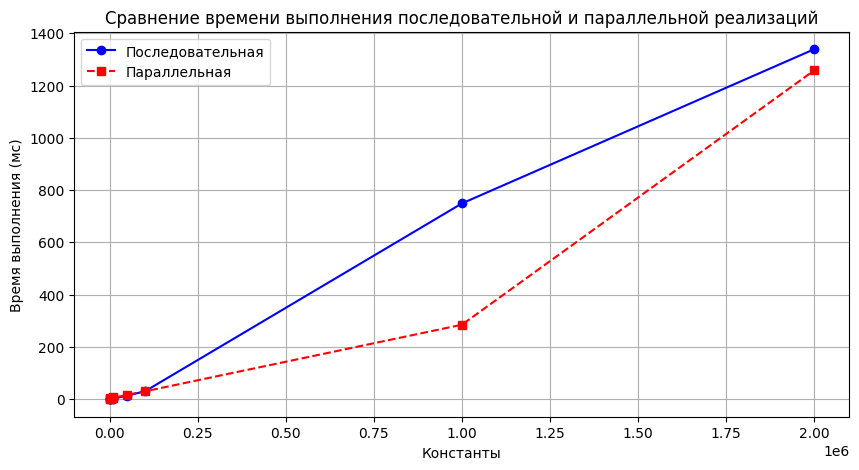 Сравнение времени выполнения последовательной и параллельной реализаций
1400
1200
1000
800
600
400
200
0
Время выполнения (мс)
Последовательная
Параллельная
0.00 0.25 0.50 0.75 1.00 1.25 1.50 1.75 2.00
1e6
Константы